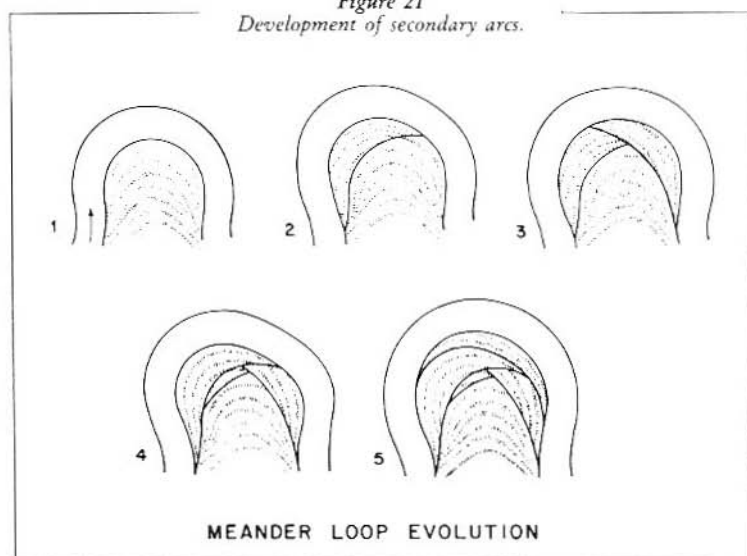 Figure 21
Development of secondary arcs.
1
2
3
4
5
MEANDER LOOP EVOLUTION